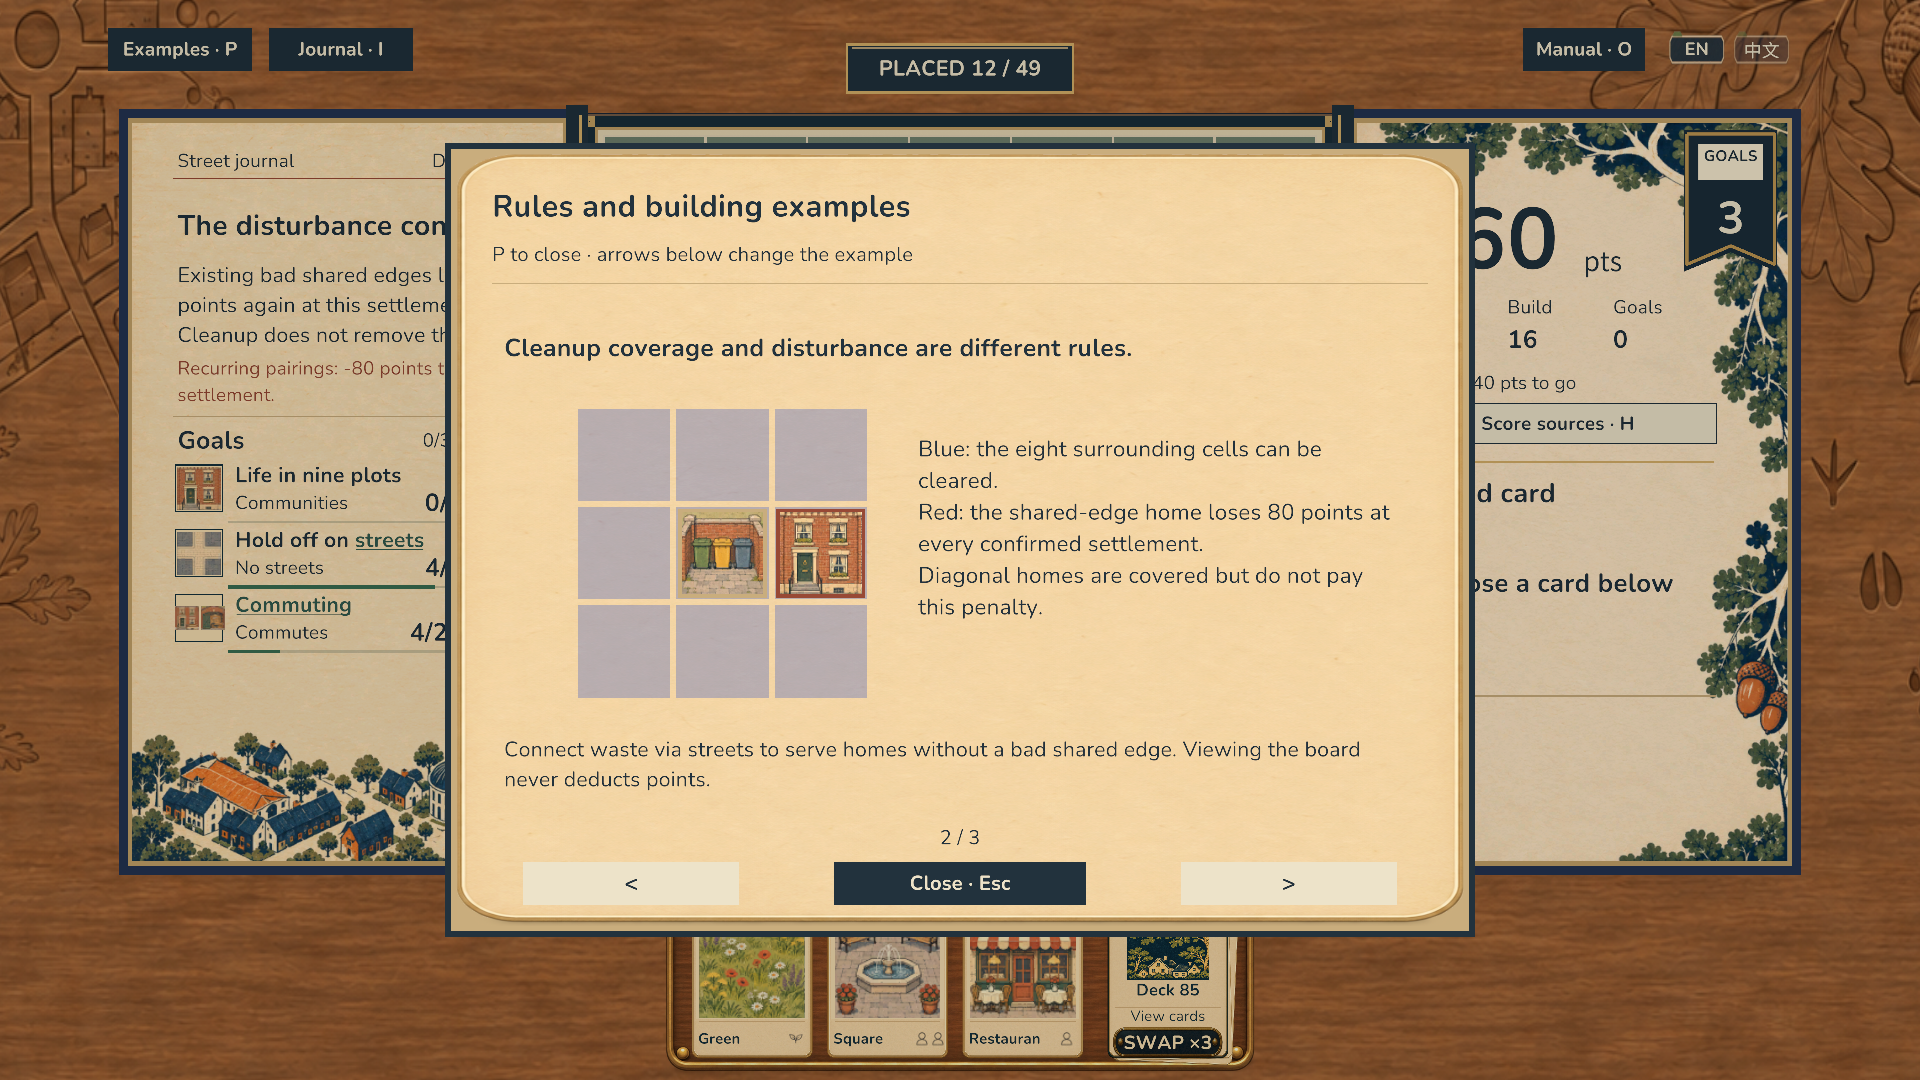 Examples · P
Journal · I
PLACED 12 / 49
Manual · O
EN
中文
Street journal
The disturbance con
Existing bad shared edges l
points again at this settleme
Cleanup does not remove th
Recurring pairings: -80 points t
settlement.
Goals 0/3
Life in nine plots
Communities 0/
Hold off on streets
No streets 4/
Commuting
Commutes 4/2
Rules and building examples
P to close · arrows below change the example
Cleanup coverage and disturbance are different rules.
Blue: the eight surrounding cells can be
cleared.
Red: the shared-edge home loses 80 points at
every confirmed settlement.
Diagonal homes are covered but do not pay
this penalty.
Connect waste via streets to serve homes without a bad shared edge. Viewing the board
never deducts points.
2 / 3
<
Close · Esc
>
GOALS
3
60 pts
Build
16
Goals
0
40 pts to go
Score sources · H
d card
ose a card below
Green
Square
Restauran
Deck 85
View cards
SWAP ×3